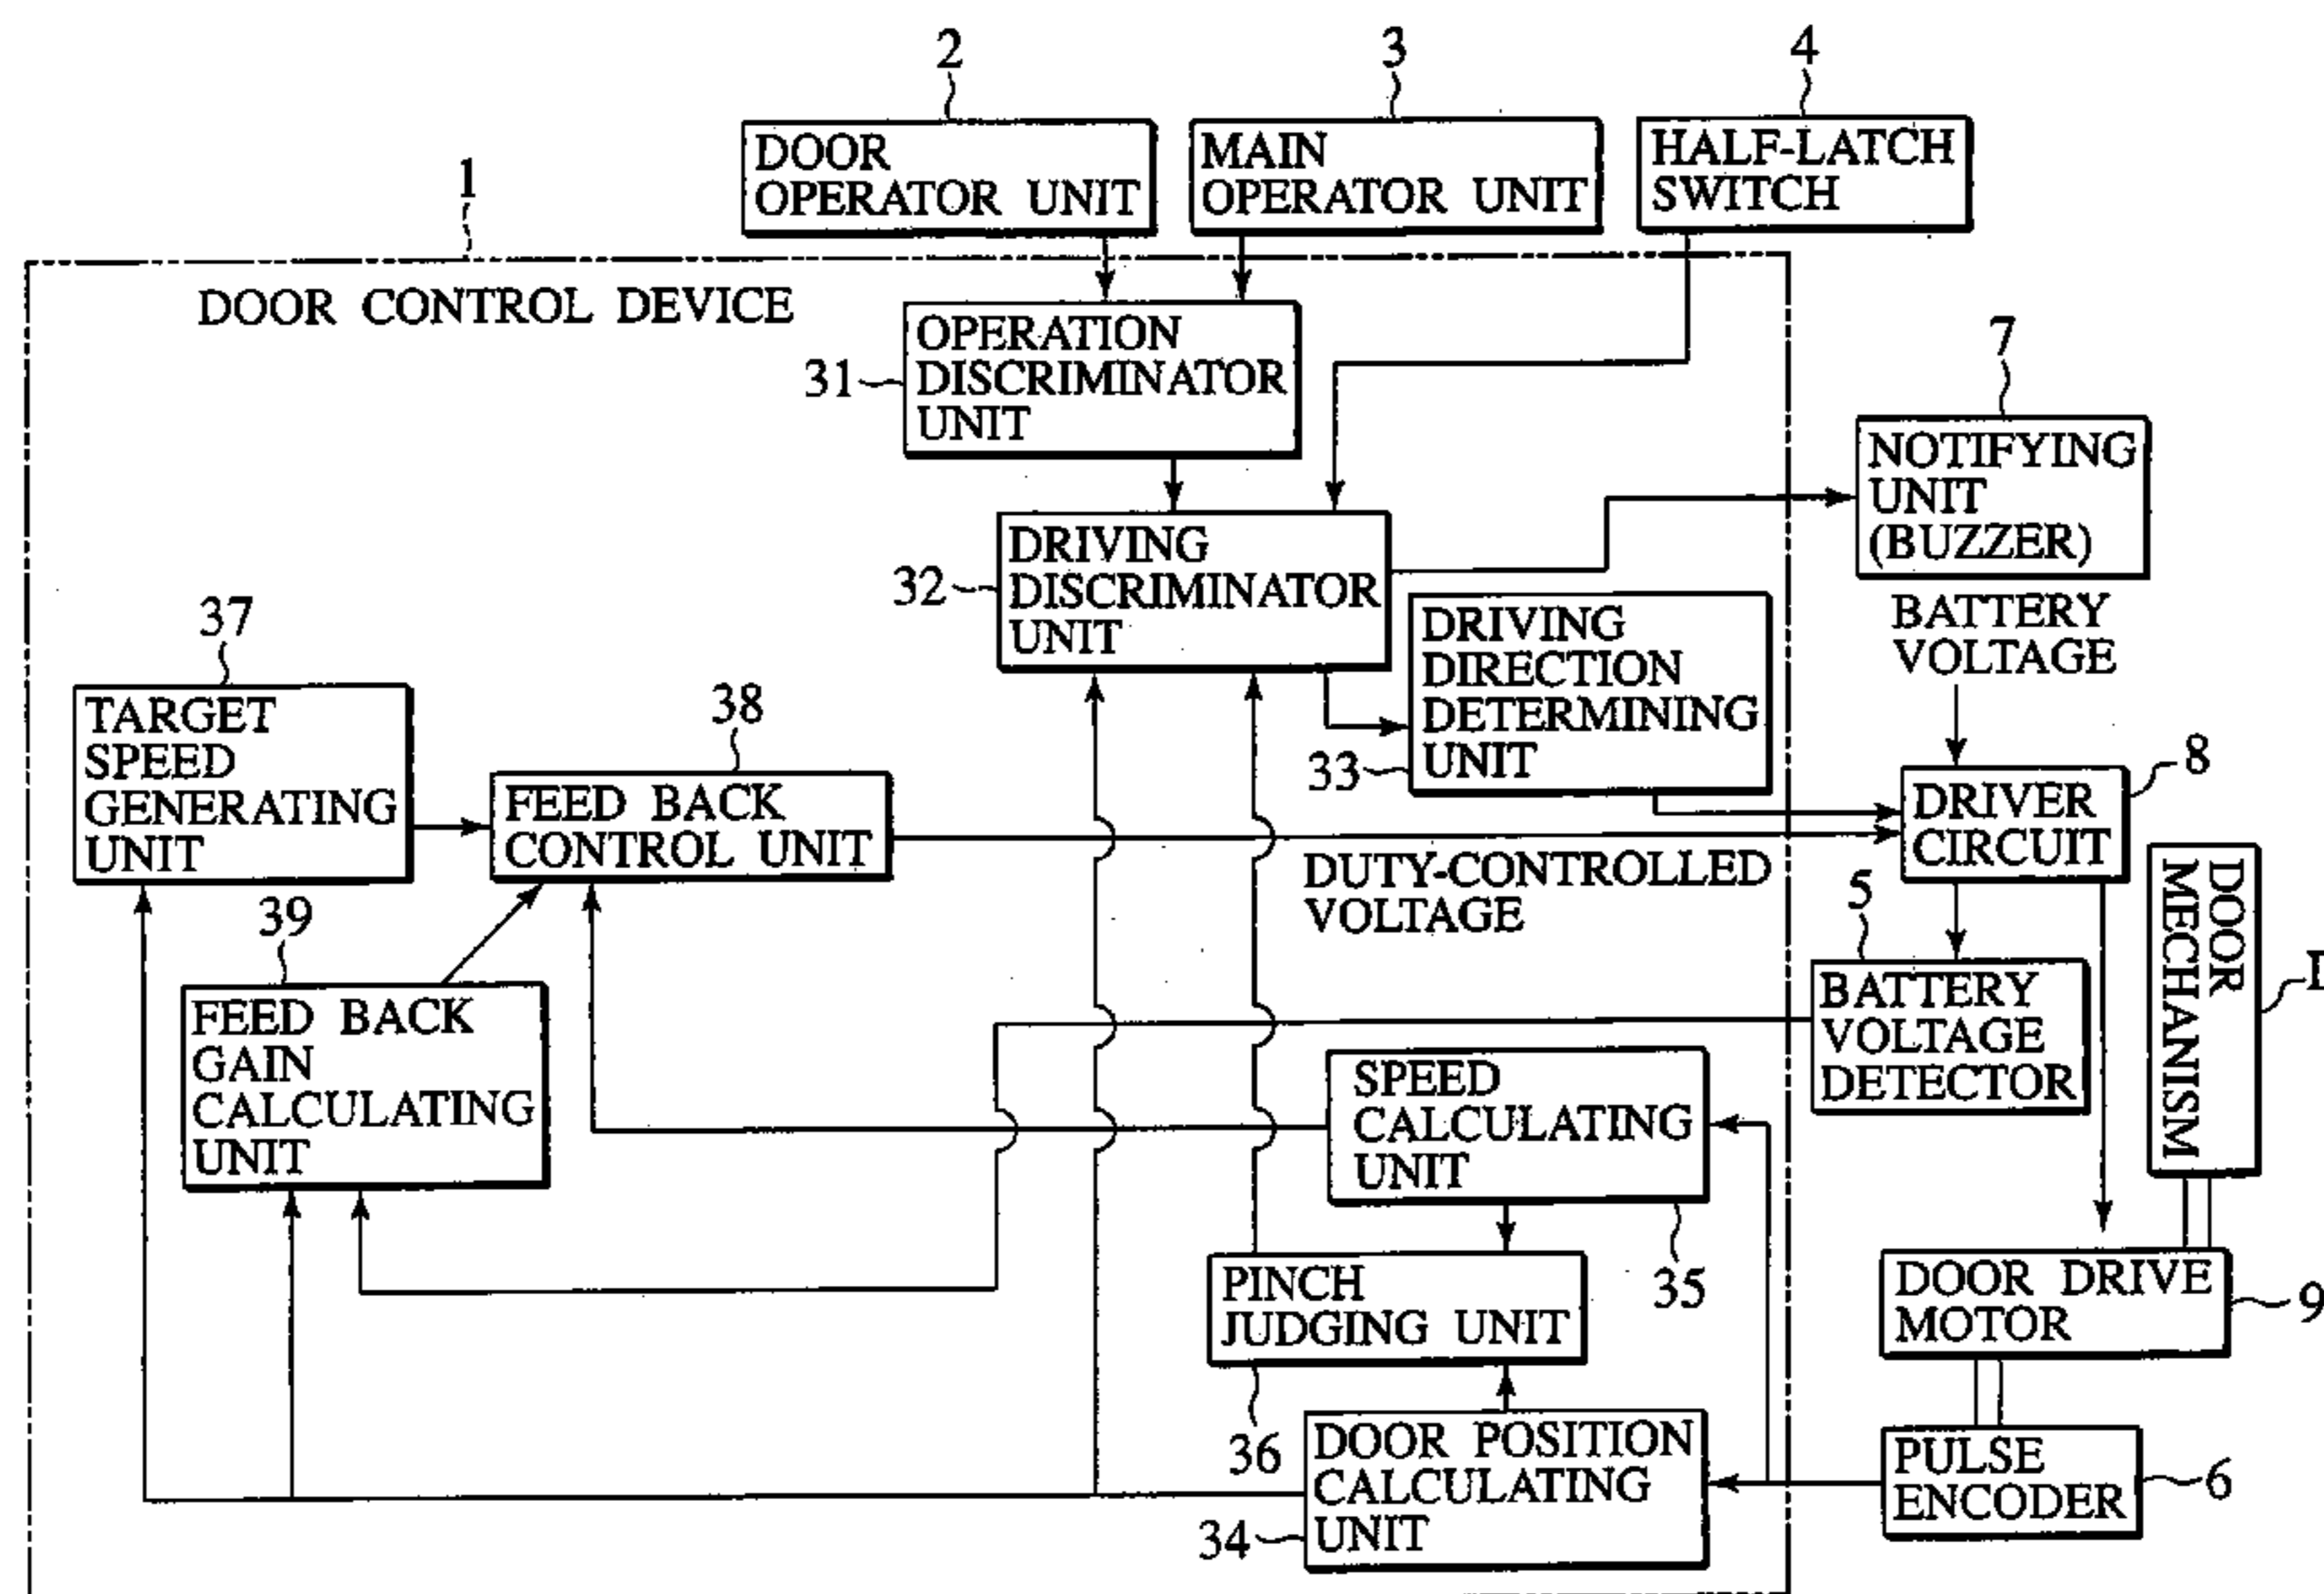 2
3
4
DOOR
OPERATOR UNIT
MAIN
OPERATOR UNIT
HALF-LATCH
SWITCH
1
DOOR CONTROL DEVICE
OPERATION
DISCRIMINATOR
UNIT
31
7
NOTIFYING
UNIT
(BUZZER)
DRIVING
DISCRIMINATOR
UNIT
32
BATTERY
VOLTAGE
DRIVING
DIRECTION
DETERMINING
UNIT
33
37
TARGET
SPEED
GENERATING
UNIT
38
FEED BACK
CONTROL UNIT
8
DRIVER
CIRCUIT
DUTY-CONTROLLED
VOLTAGE
5
BATTERY
VOLTAGE
DETECTOR
DOOR
MECHANISM
39
FEED BACK
GAIN
CALCULATING
UNIT
SPEED
CALCULATING
UNIT
35
PINCH
JUDGING UNIT
36
DOOR DRIVE
MOTOR
9
DOOR POSITION
CALCULATING
UNIT
34
PULSE
ENCODER
6